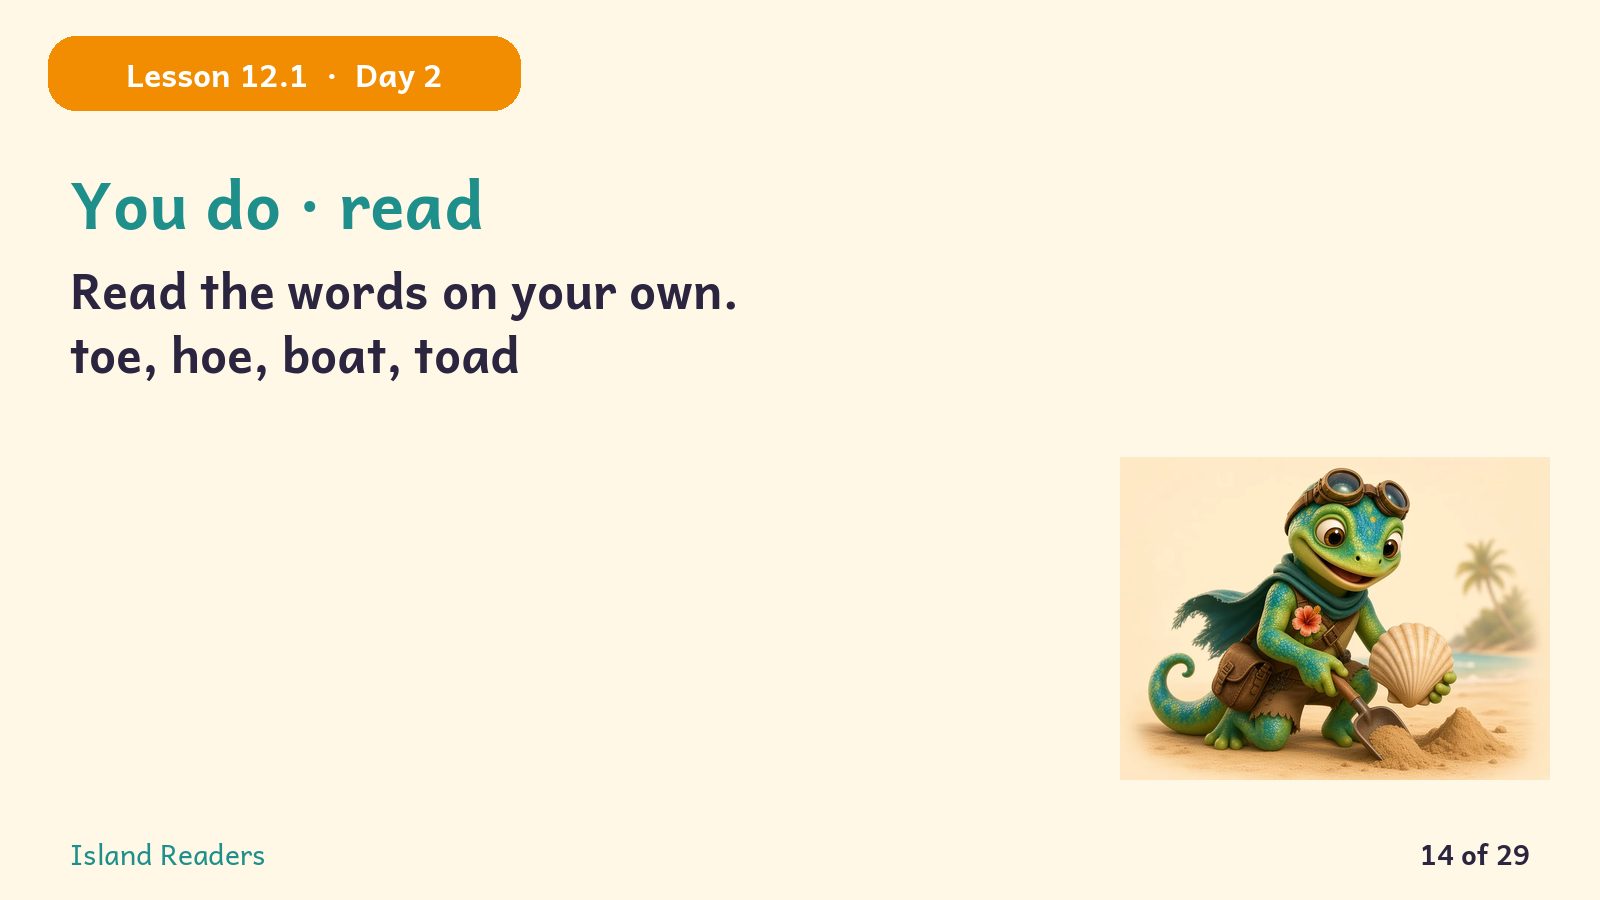 Lesson 12.1 · Day 2
You do · read
Read the words on your own.
toe, hoe, boat, toad
Island Readers
14 of 29